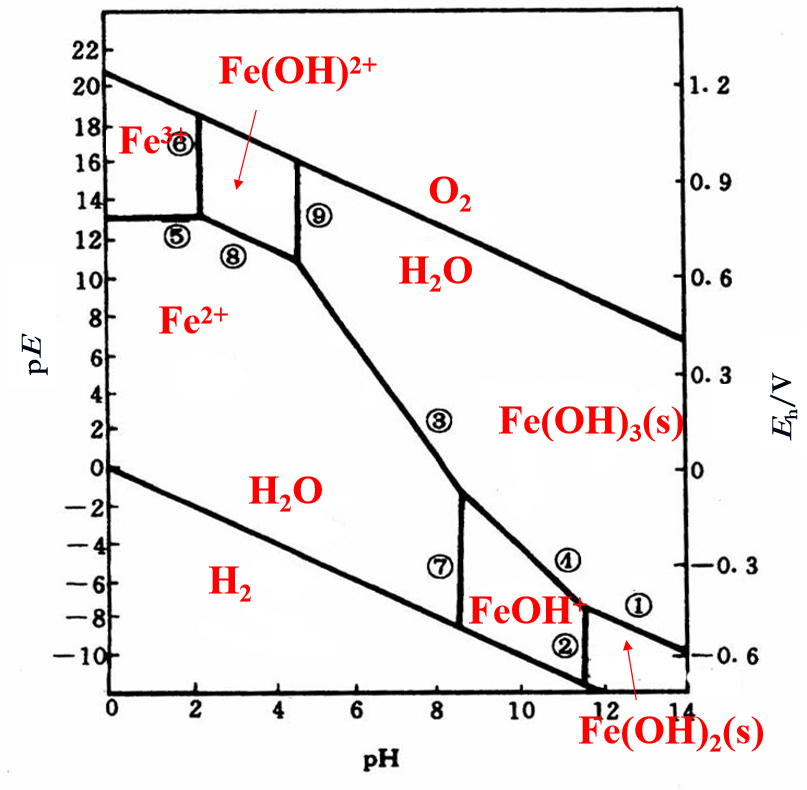 22
20
18
16
14
12
10
8
6
4
2
0
−2
−4
−6
−8
−10
pE
Fe(OH)²⁺
Fe³⁺
⑥
⑤
⑧
⑨
O₂
H₂O
Fe²⁺
③
Fe(OH)₃(s)
H₂O
H₂
⑦
④
FeOH⁺
①
②
1.2
0.9
0.6
0.3
0
−0.3
−0.6
Eₕ/V
0 2 4 6 8 10 12 14
Fe(OH)₂(s)
pH